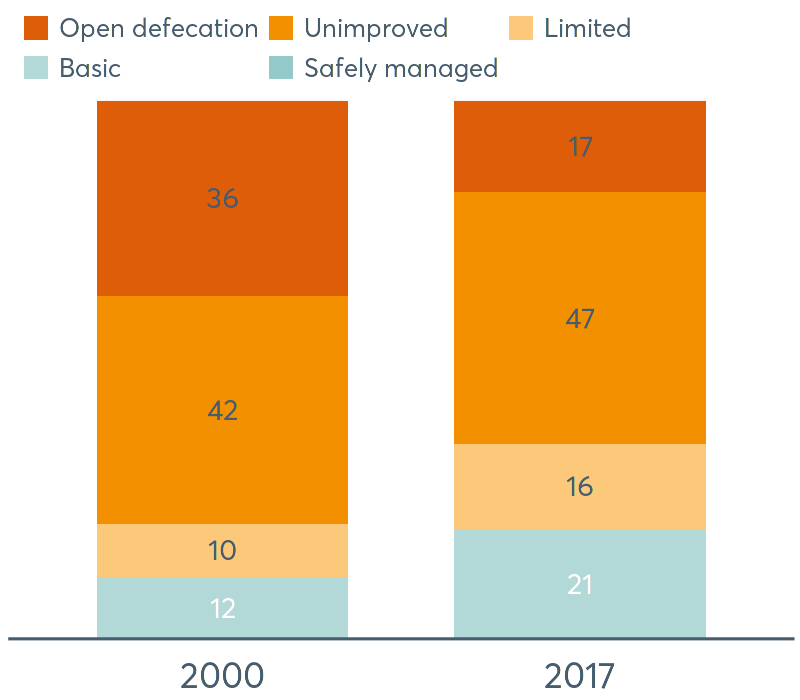 Open defecation Unimproved Limited
Basic Safely managed
36 17
42 47
10 16
12 21
2000 2017